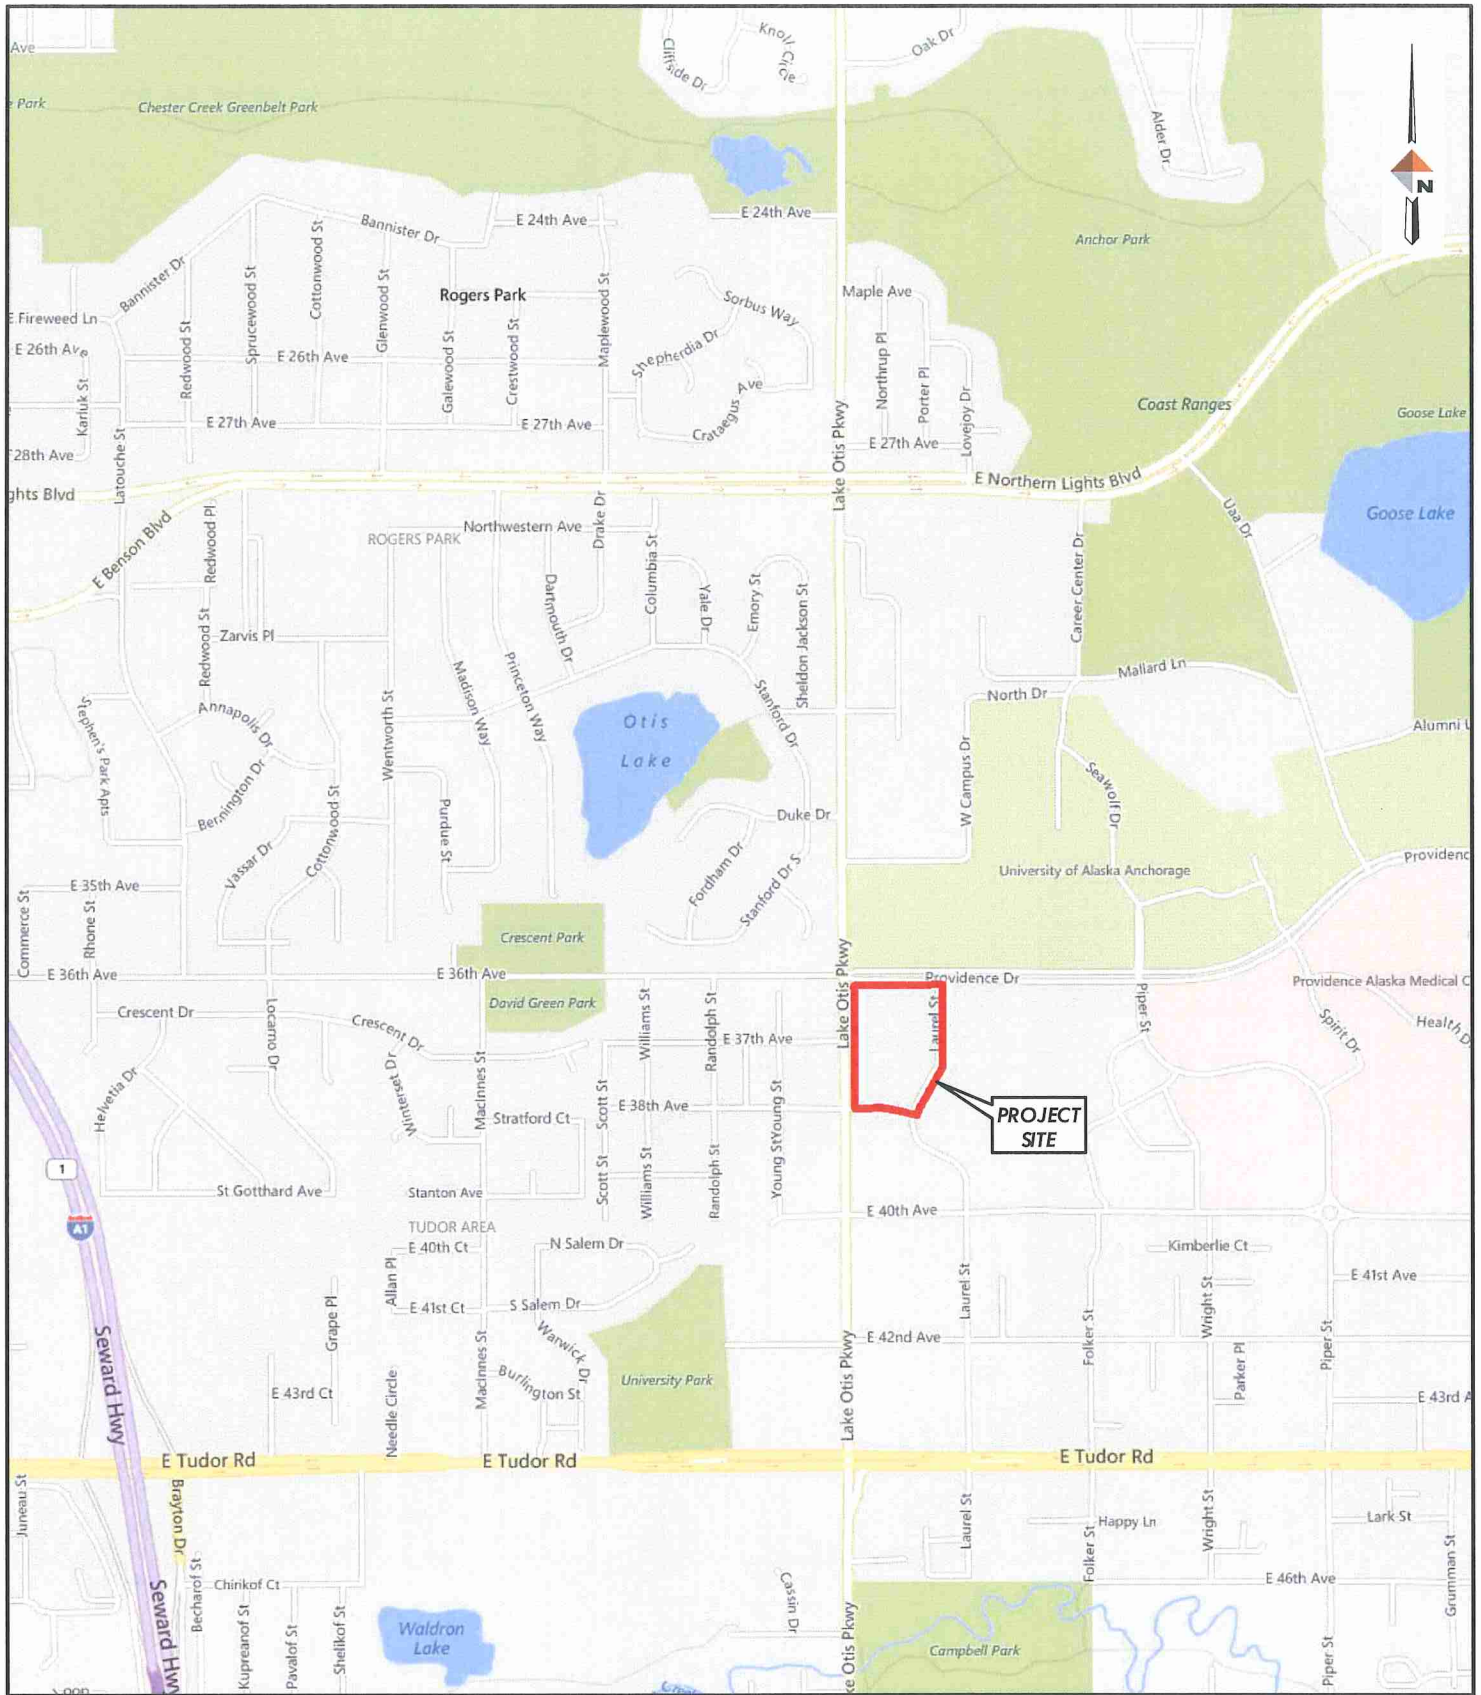 Ave
Cliffside Dr
Knoll Circle
Oak Dr
Park
Chester Creek Greenbelt Park
Alder Dr
N
E 24th Ave
E 24th Ave
Bannister Dr
Anchor Park
Bannister Dr
Sprucewood St
Cottonwood St
Glenwood St
Rogers Park
Maplewood St
Sorbus Way
Maple Ave
E Fireweed Ln
E 26th Ave
Redwood St
E 26th Ave
Galewood St
Crestwood St
Shepherdia Dr
Northrup Pl
Porter Pl
Lovejoy Dr
Karluk St
Crataegus Ave
Coast Ranges
Goose Lake
E 27th Ave
E 27th Ave
E 27th Ave
28th Ave
Latouche St
Lake Otis Pkwy
ghts Blvd
E Northern Lights Blvd
Goose Lake
E Benson Blvd
Redwood Pl
ROGERS PARK
Northwestern Ave
Drake Dr
Uaa Dr
Columbia St
Career Center Dr
Dartmouth Dr
Yale Dr
Emory St
Sheldon Jackson St
Redwood St
Zarvis Pl
Madison Way
Princeton Way
Mallard Ln
North Dr
Stephen's Park Apts
Annapolis Dr
Wentworth St
Otis
Lake
Stanford Dr
Alumni
Bennington Dr
Cottonwood St
Purdue St
Duke Dr
W Campus Dr
Seawolf Dr
Vassar Dr
Fordham Dr
Stanford Dr S
University of Alaska Anchorage
Providenc
Commerce St
E 35th Ave
Rhone St
Crescent Park
Lake Otis Pkwy
E 36th Ave
E 36th Ave
Providence Dr
Providence Alaska Medical C
Crescent Dr
Locarno Dr
Crescent Dr
David Green Park
Williams St
Randolph St
E 37th Ave
Laurel St
Piper St
Spirit Dr
Health D
Helvetia Dr
Winterset Dr
MacInnes St
Stratford Ct
Scott St
E 38th Ave
Young St
Young St
PROJECT
SITE
1
St Gotthard Ave
Stanton Ave
Scott St
Williams St
Randolph St
E 40th Ave
A1
TUDOR AREA
E 40th Ct
N Salem Dr
Kimberlie Ct
Allan Pl
E 41st Ct
S Salem Dr
Laurel St
E 41st Ave
Grape Pl
Wright St
Seward Hwy
MacInnes St
Warwick Dr
Lake Otis Pkwy
E 42nd Ave
Folker St
Piper St
E 43rd Ct
Needle Circle
Burlington St
University Park
Parker Pl
E 43rd A
E Tudor Rd
E Tudor Rd
E Tudor Rd
Juneau St
Brayton Dr
Laurel St
Folker St
Happy Ln
Wright St
Lark St
Seward Hwy
Becharof St
Chirikof Ct
Cassin Dr
E 46th Ave
Grumman St
Kupreanof St
Pavalof St
Shelikof St
Waldron
Lake
ke Otis Pkwy
Campbell Park
Piper St